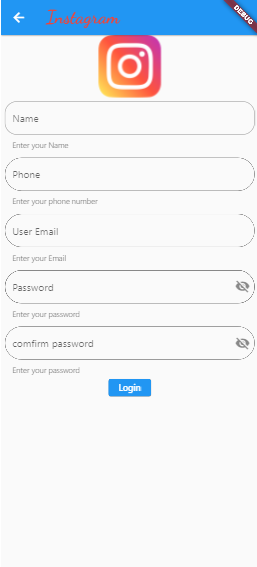 Instagram
DEBUG
Name
Enter your Name
Phone
Enter your phone number
User Email
Enter your Email
Password
Enter your password
comfirm password
Enter your password
Login